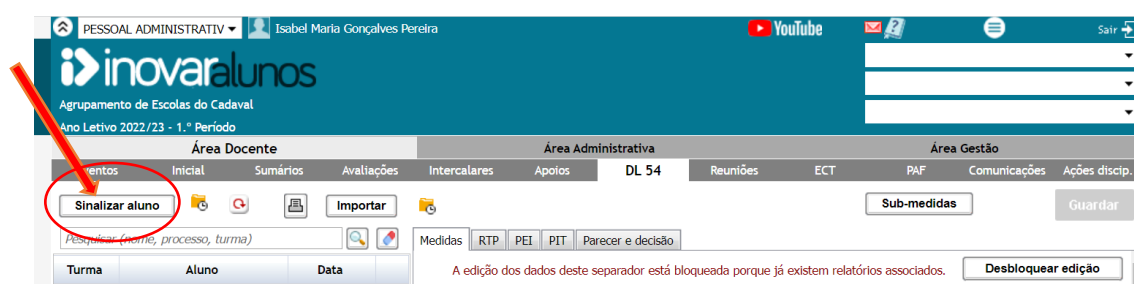 PESSOAL ADMINISTRATIV Isabel Maria Gonçalves Pereira YouTube Sair
inovaralunos
Agrupamento de Escolas do Cadaval
Ano Letivo 2022/23 - 1.º Período
Área Docente Área Administrativa Área Gestão
Eventos Inicial Sumários Avaliações Intercalares Apoios DL 54 Reuniões ECT PAF Comunicações Ações discip.
Sinalizar aluno Importar Sub-medidas Guardar
Pesquisar (nome, processo, turma) Medidas RTP PEI PIT Parecer e decisão
Turma Aluno Data A edição dos dados deste separador está bloqueada porque já existem relatórios associados. Desbloquear edição